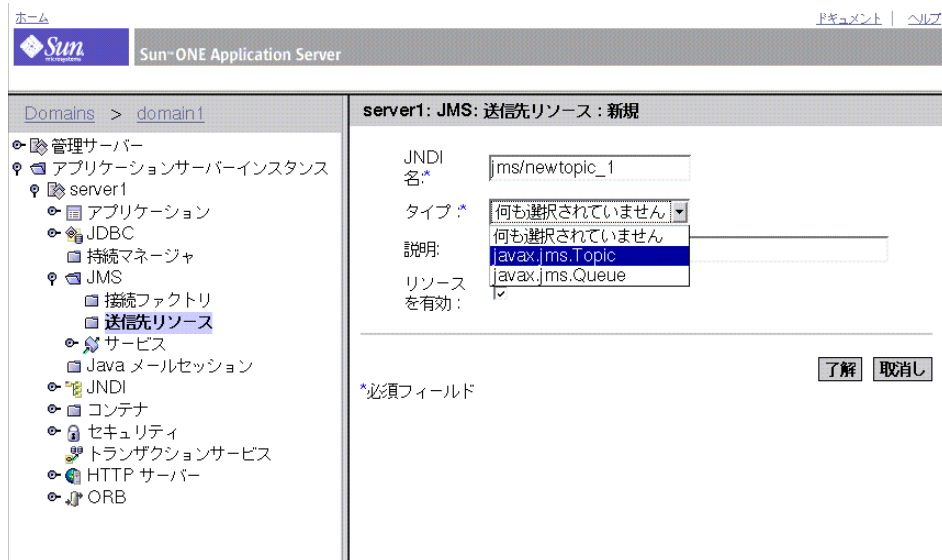 ホーム
ドキュメント | ヘルプ
Sun
microsystems
Sun™ ONE Application Server
Domains > domain1
管理サーバー
アプリケーションサーバーインスタンス
server1
アプリケーション
JDBC
持続マネージャ
JMS
接続ファクトリ
送信先リソース
サービス
Java メールセッション
JNDI
コンテナ
セキュリティ
トランザクションサービス
HTTP サーバー
ORB
server1: JMS: 送信先リソース : 新規
JNDI
名:*
jms/newtopic_1
タイプ :*
何も選択されていません
何も選択されていません
javax.jms.Topic
javax.jms.Queue
説明:
リソース
を有効 :
了解
取消し
*必須フィールド